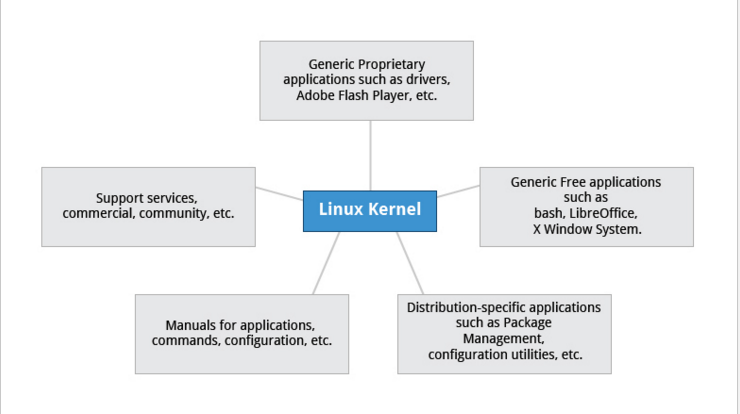 Generic Proprietary
applications such as drivers,
Adobe Flash Player, etc.
Support services,
commercial, community, etc.
Linux Kernel
Generic Free applications
such as
bash, LibreOffice,
X Window System.
Manuals for applications,
commands, configuration, etc.
Distribution-specific applications
such as Package
Management,
configuration utilities, etc.